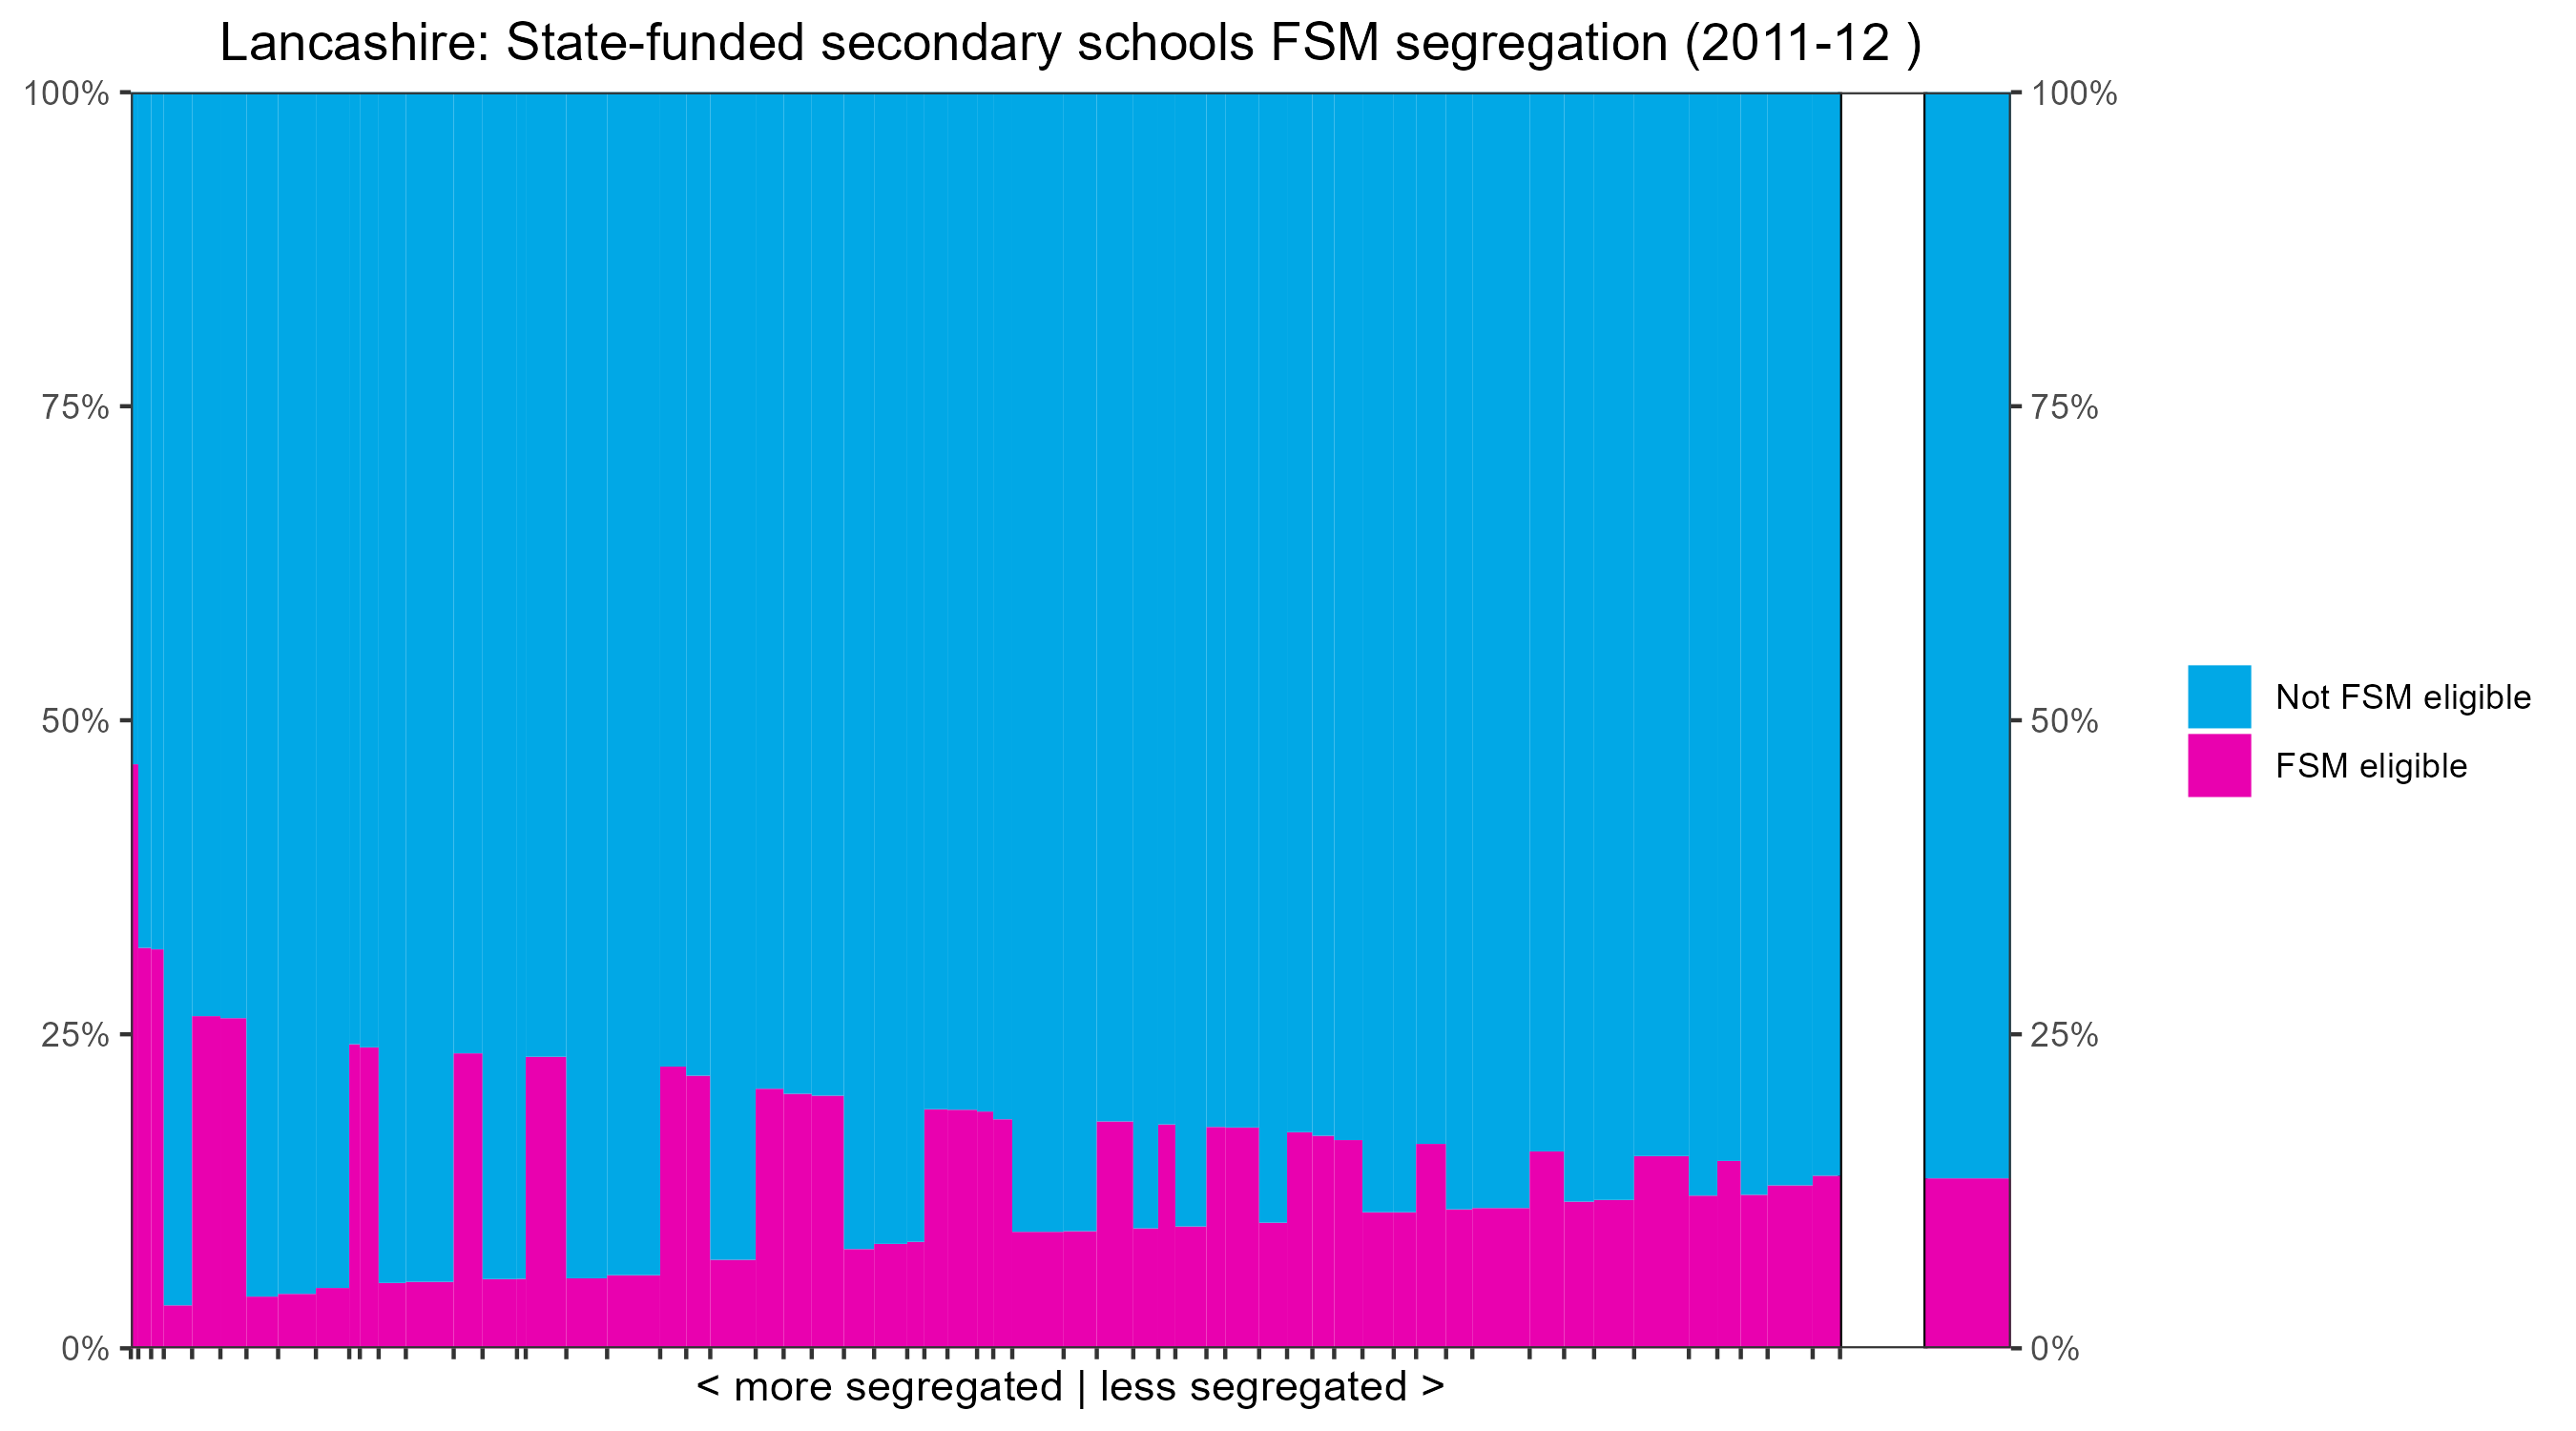 Lancashire: State-funded secondary schools FSM segregation (2011-12 )
100%
75%
50%
25%
0%
100%
75%
50%
25%
0%
Not FSM eligible
FSM eligible
< more segregated | less segregated >